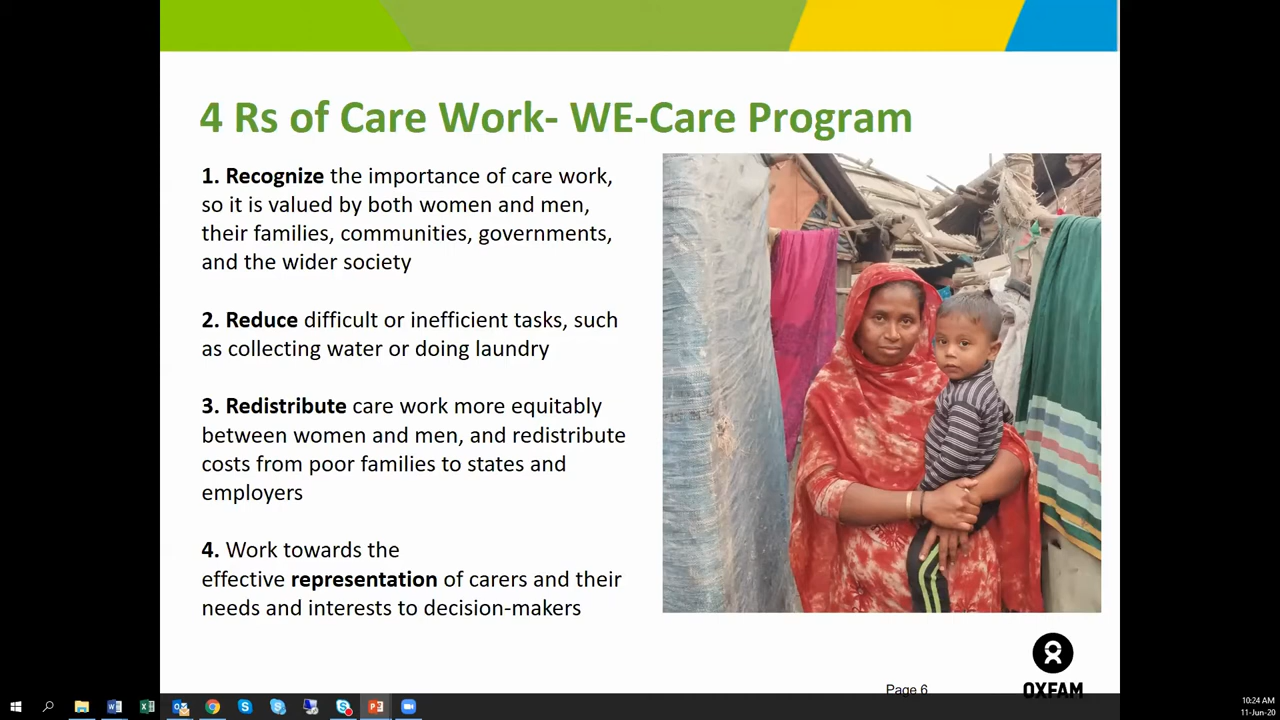 4 Rs of Care Work- WE-Care Program
1. Recognize the importance of care work,
so it is valued by both women and men,
their families, communities, governments,
and the wider society
2. Reduce difficult or inefficient tasks, such
as collecting water or doing laundry
3. Redistribute care work more equitably
between women and men, and redistribute
costs from poor families to states and
employers
4. Work towards the
effective representation of carers and their
needs and interests to decision-makers
Page 6
OXFAM
10:24 AM
11-Jun-20